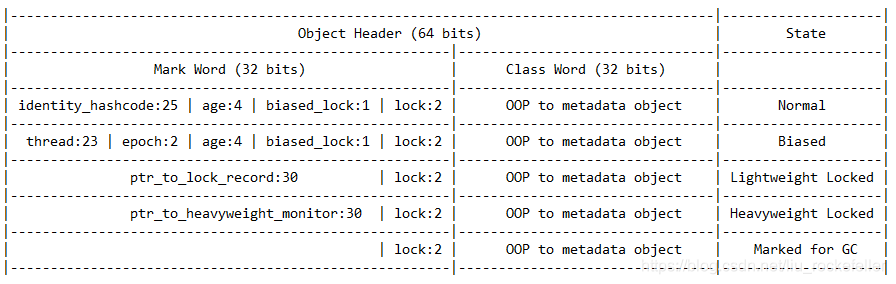 |----------------------------------------------------------------------------------------|--------------------|
|                                    Object Header (64 bits)                             |       State        |
|-------------------------------------------------------|--------------------------------|--------------------|
|                  Mark Word (32 bits)                  |      Class Word (32 bits)      |                    |
|-------------------------------------------------------|--------------------------------|--------------------|
| identity_hashcode:25 | age:4 | biased_lock:1 | lock:2 |      OOP to metadata object    |       Normal       |
|-------------------------------------------------------|--------------------------------|--------------------|
|  thread:23 | epoch:2 | age:4 | biased_lock:1 | lock:2 |      OOP to metadata object    |       Biased       |
|-------------------------------------------------------|--------------------------------|--------------------|
|               ptr_to_lock_record:30          | lock:2 |      OOP to metadata object    | Lightweight Locked |
|-------------------------------------------------------|--------------------------------|--------------------|
|               ptr_to_heavyweight_monitor:30  | lock:2 |      OOP to metadata object    | Heavyweight Locked |
|-------------------------------------------------------|--------------------------------|--------------------|
|                                              | lock:2 |      OOP to metadata object    |    Marked for GC   |
|-------------------------------------------------------|--------------------------------|--------------------|